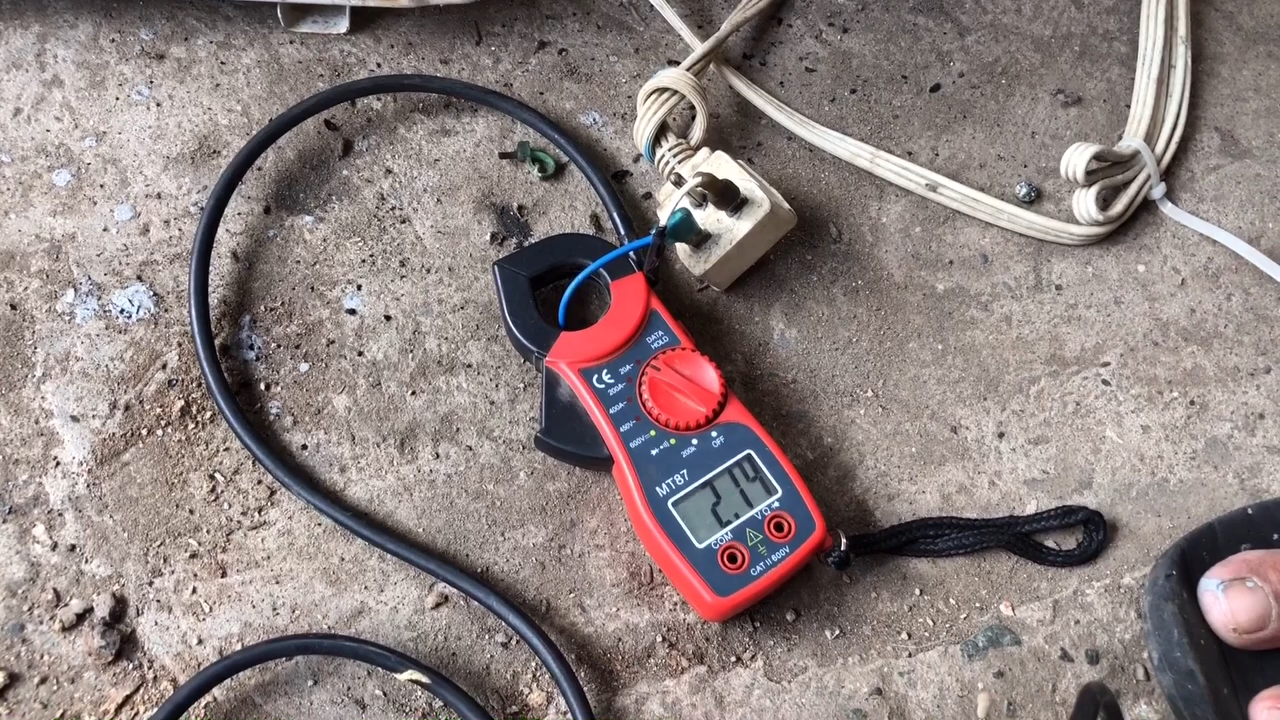 DATA
HOLD
CE
20A~
200A~
400A~
450V~
600V
200k
OFF
MT87
2.14
COM
VΩ
CAT II 600V